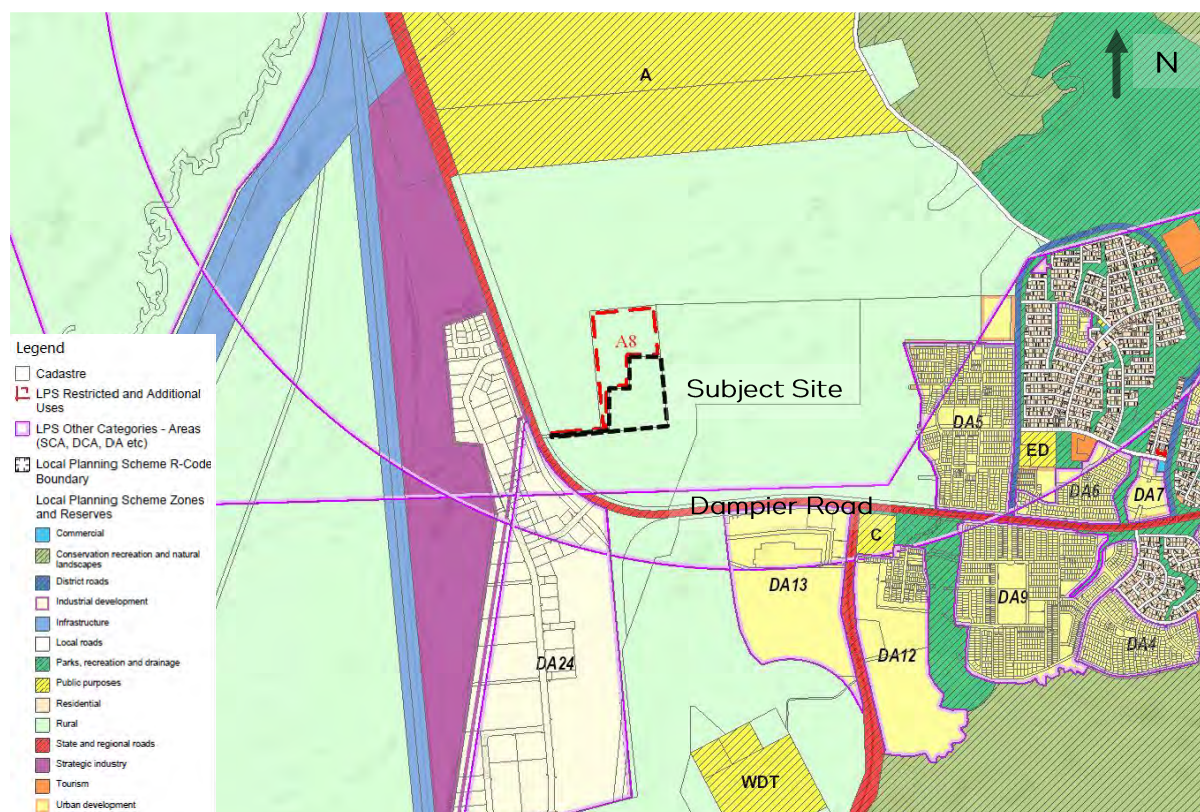 A
N
A8
Subject Site
DA5
ED
DA6
DA7
Dampier Road
C
DA13
DA9
DA24
DA12
DA4
WDT
Legend
Cadastre
LPS Restricted and Additional
Uses
LPS Other Categories - Areas
(SCA, DCA, DA etc)
Local Planning Scheme R-Code
Boundary
Local Planning Scheme Zones
and Reserves
Commercial
Conservation recreation and natural
landscapes
District roads
Industrial development
Infrastructure
Local roads
Parks, recreation and drainage
Public purposes
Residential
Rural
State and regional roads
Strategic industry
Tourism
Urban development